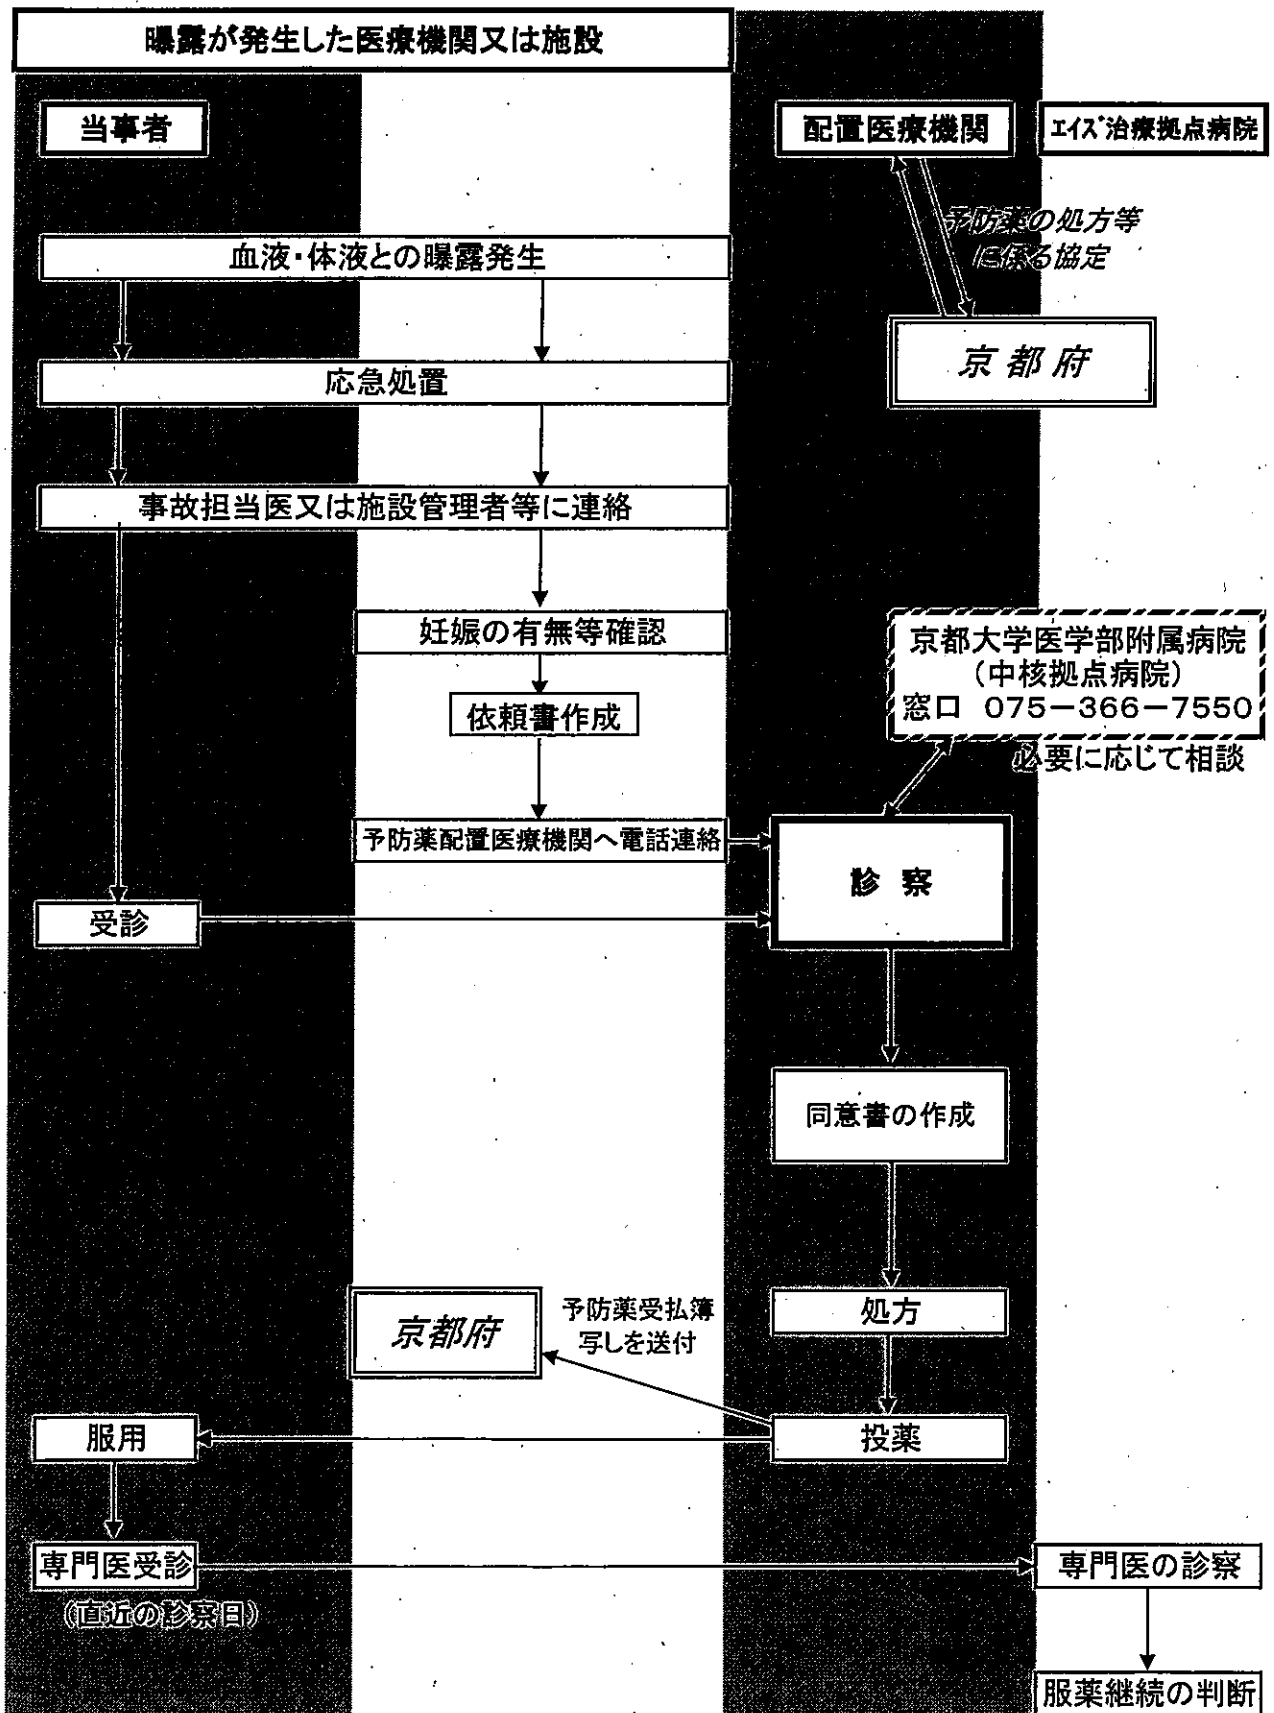 曝露が発生した医療機関又は施設
当事者
配置医療機関
エイズ治療拠点病院
予防薬の処方等
に係る協定
血液・体液との曝露発生
京都府
応急処置
事故担当医又は施設管理者等に連絡
妊娠の有無等確認
京都大学医学部附属病院
(中核拠点病院)
窓口 075-366-7550
依頼書作成
必要に応じて相談
予防薬配置医療機関へ電話連絡
診察
受診
同意書の作成
処方
京都府
予防薬受払簿
写しを送付
服用
投薬
専門医受診
(直近の診察日)
専門医の診察
服薬継続の判断